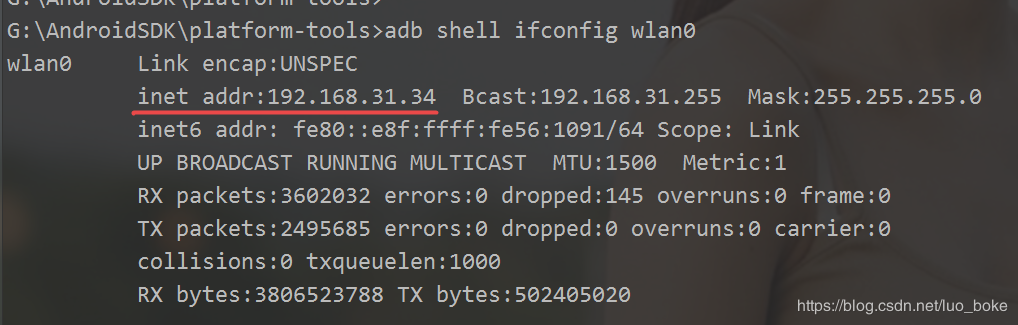 G:\AndroidSDK\platform-tools>adb shell ifconfig wlan0
wlan0     Link encap:UNSPEC
          inet addr:192.168.31.34  Bcast:192.168.31.255  Mask:255.255.255.0
          inet6 addr: fe80::e8f:ffff:fe56:1091/64 Scope: Link
          UP BROADCAST RUNNING MULTICAST  MTU:1500  Metric:1
          RX packets:3602032 errors:0 dropped:145 overruns:0 frame:0
          TX packets:2495685 errors:0 dropped:0 overruns:0 carrier:0
          collisions:0 txqueuelen:1000
          RX bytes:3806523788 TX bytes:502405020
https://blog.csdn.net/luo_boke